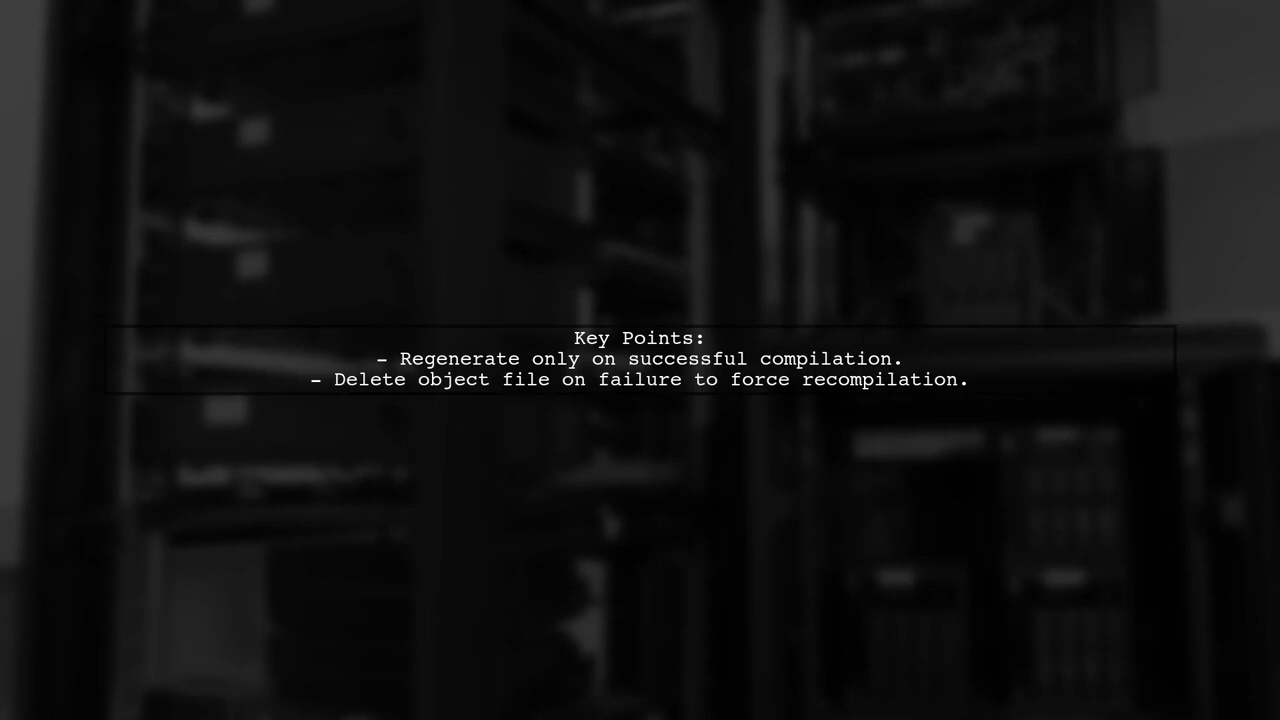 Key Points:
- Regenerate only on successful compilation.
- Delete object file on failure to force recompilation.